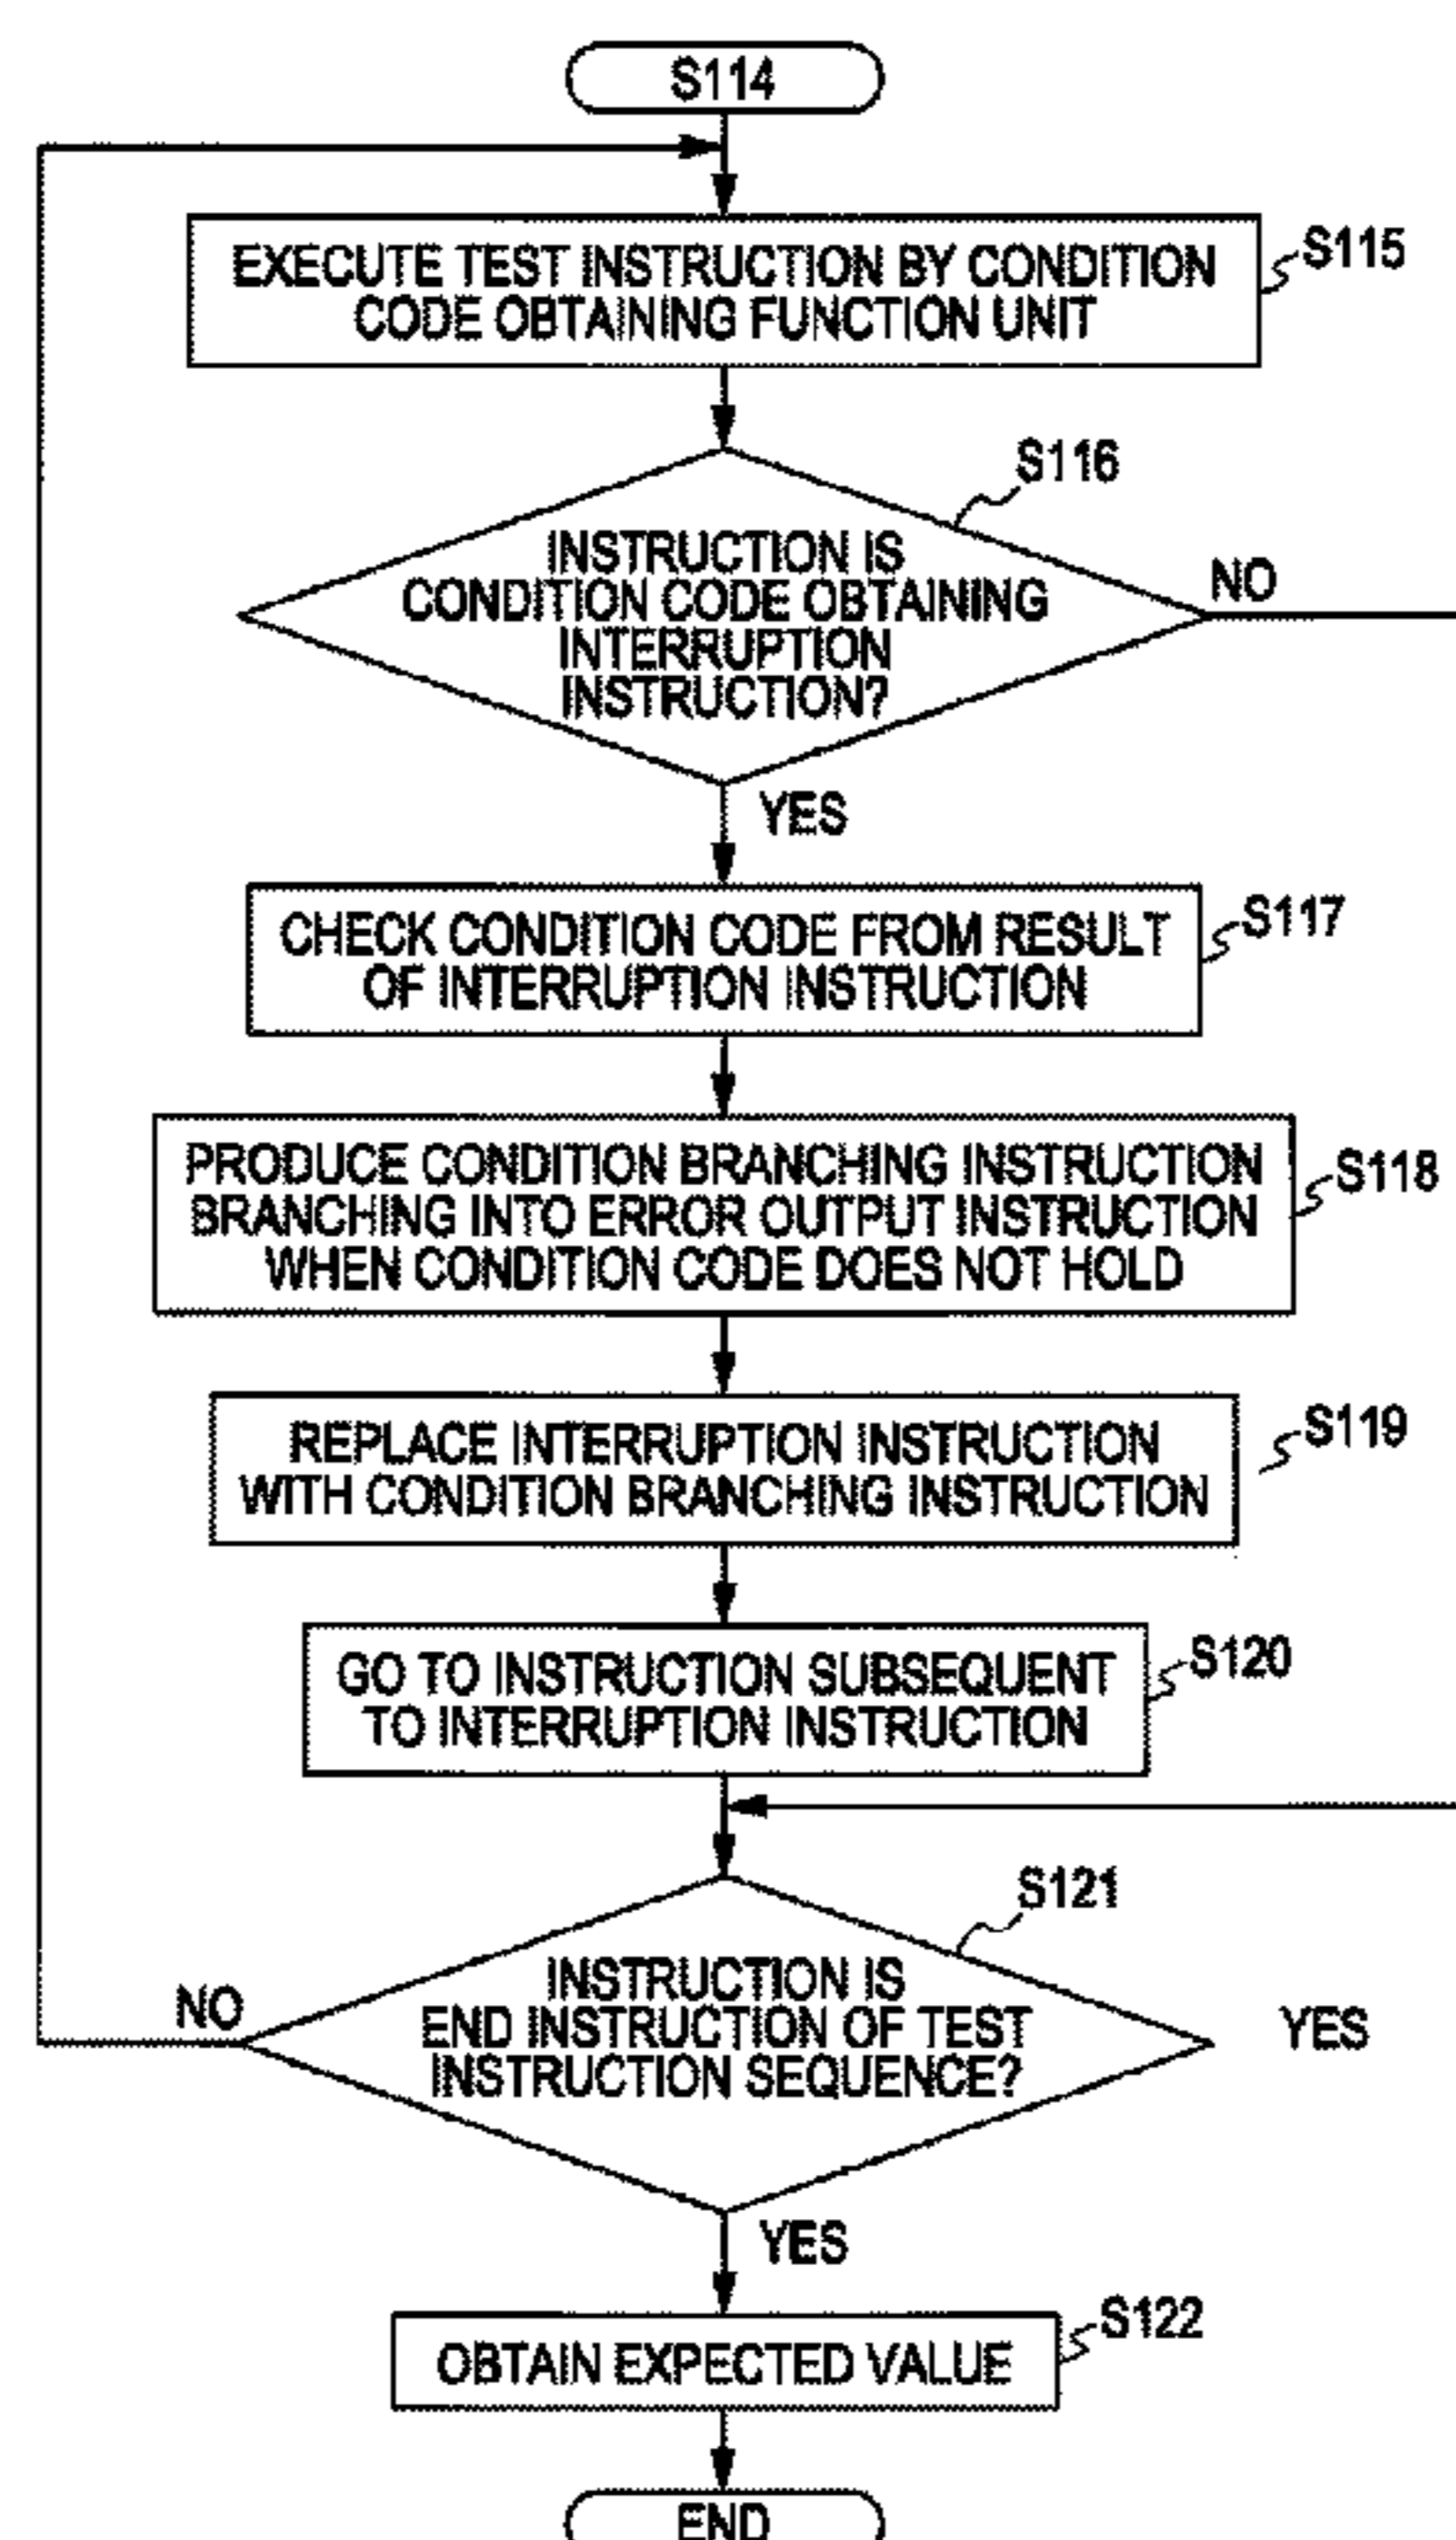 S114
EXECUTE TEST INSTRUCTION BY CONDITION
CODE OBTAINING FUNCTION UNIT
S115
S116
INSTRUCTION IS
CONDITION CODE OBTAINING
INTERRUPTION
INSTRUCTION?
NO
YES
CHECK CONDITION CODE FROM RESULT
OF INTERRUPTION INSTRUCTION
S117
PRODUCE CONDITION BRANCHING INSTRUCTION
BRANCHING INTO ERROR OUTPUT INSTRUCTION
WHEN CONDITION CODE DOES NOT HOLD
S118
REPLACE INTERRUPTION INSTRUCTION
WITH CONDITION BRANCHING INSTRUCTION
S119
GO TO INSTRUCTION SUBSEQUENT
TO INTERRUPTION INSTRUCTION
S120
S121
INSTRUCTION IS
END INSTRUCTION OF TEST
INSTRUCTION SEQUENCE?
NO
YES
YES
OBTAIN EXPECTED VALUE
S122
END